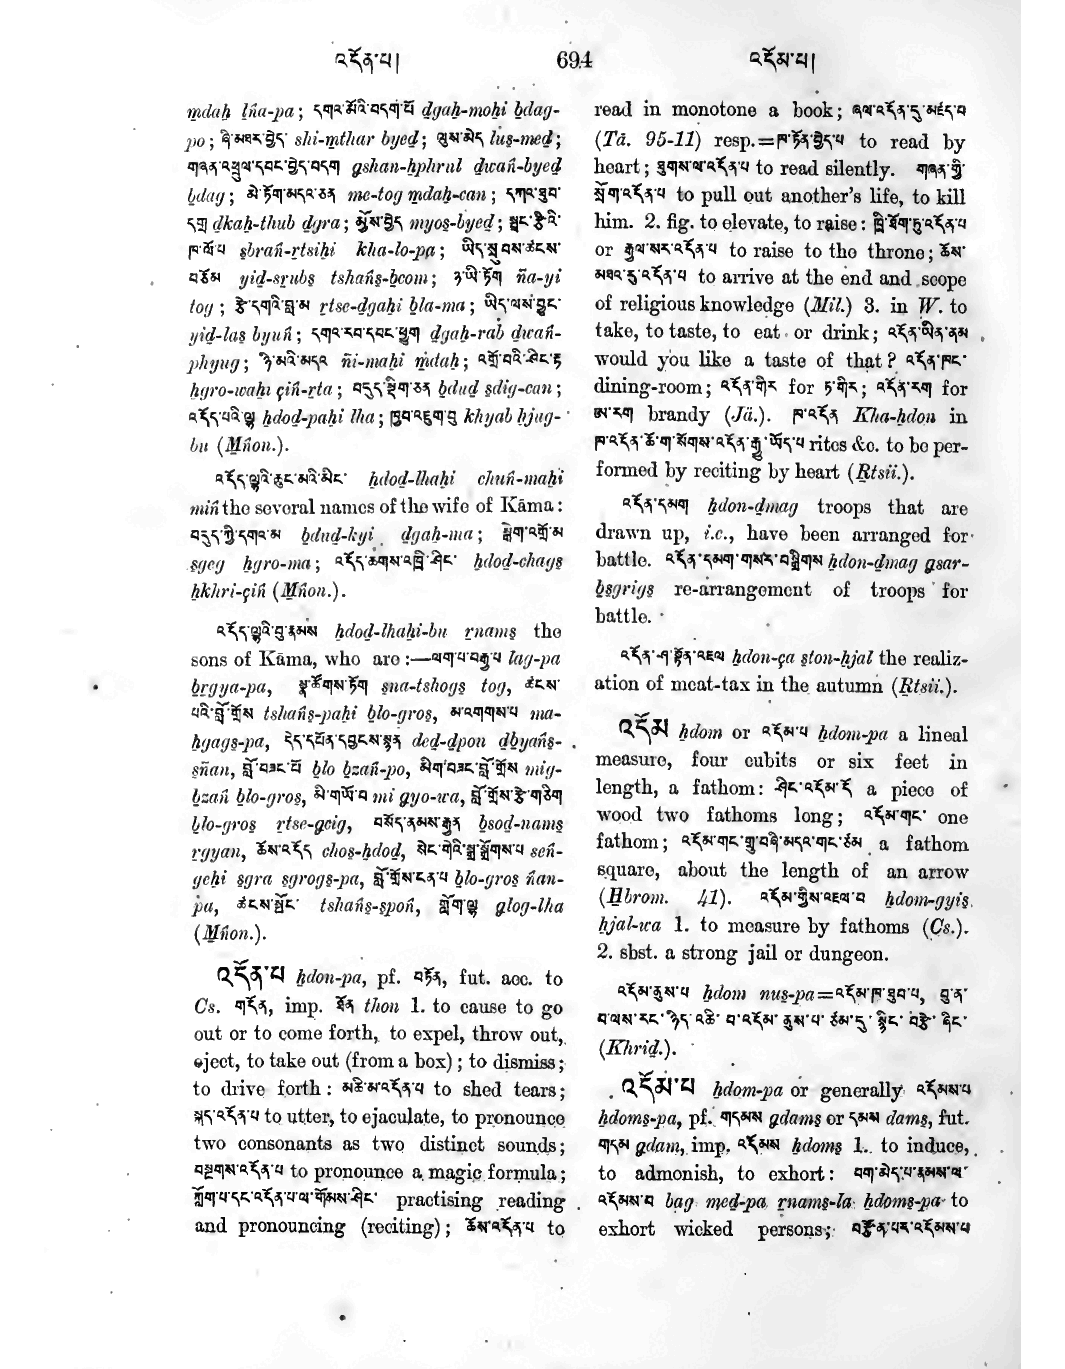 འདོན་པ།
694
འདོམ་པ།
mdaḥ lṅa-pa; དགའ་མོའི་བདག་པོ dgaḥ-moḥi bdag-
po; ཞི་མཐར་བྱེད་ shi-mthar byed; ལུས་མེད lus-med;
གཞན་འཕྲུལ་དབང་བྱེད་བདག gshan-ḥphrul dwaṅ-byed
bdag; མེ་ཏོག་མདའ་ཅན me-tog mdaḥ-can; དཀའ་ཐུབ་
དགྲ dkaḥ-thub dgra; མྱོས་བྱེད myos-byed; སྦྲང་རྩིའི་
ཁ་ལོ་པ sbraṅ-rtsiḥi kha-lo-pa; ཡིད་སྲུབས་ཚངས་
བཅོམ yid-srubs tshaṅs-bcom; ཉ་ཡི་ཏོག ña-yi
tog; རྩེ་དགའི་བླ་མ rtse-dgaḥi bla-ma; ཡིད་ལས་བྱུང་
yid-las byuṅ; དགའ་རབ་དབང་ཕྱུག dgaḥ-rab dwaṅ-
phyug; ཉི་མའི་མདའ ñi-maḥi mdaḥ; འགྲོ་བའི་ཤིང་རྟ
ḥgro-waḥi çiṅ-rta; བདུད་སྡིག་ཅན bdud sdig-can;
འདོད་པའི་ལྷ ḥdod-paḥi lha; ཁྱབ་འཇུག་བུ khyab ḥjug-
bu (Mṅon.).
འདོད་ལྷའི་ཆུང་མའི་མིང་ ḥdod-lhaḥi chuṅ-maḥi
miṅ the several names of the wife of Kāma:
བདུད་ཀྱི་དགའ་མ bdud-kyi dgaḥ-ma; སྒེག་འགྲོ་མ
sgeg ḥgro-ma; འདོད་ཆགས་འཁྲི་ཤིང་ ḥdod-chags
ḥkhri-çiṅ (Mṅon.).
འདོད་ལྷའི་བུ་རྣམས ḥdod-lhaḥi-bu rnams the
sons of Kāma, who are:—ལག་པ་བརྒྱ་པ lag-pa
brgya-pa, སྣ་ཚོགས་ཏོག sna-tshogs tog, ཚངས་
པའི་བློ་གྲོས tshaṅs-paḥi blo-gros, མ་འགགས་པ ma-
ḥgags-pa, དེད་དཔོན་དབྱངས་སྙན ded-dpon dbyaṅs-
sñan, བློ་བཟང་པོ blo bzaṅ-po, མིག་བཟང་བློ་གྲོས mig-
bzaṅ blo-gros, མི་གཡོ་བ mi gyo-wa, བློ་གྲོས་རྩེ་གཅིག
blo-gros rtse-gcig, བསོད་ནམས་རྒྱན bsod-nams
rgyan, ཆོས་འདོད chos-ḥdod, སེང་གེའི་སྒྲ་སྒྲོགས་པ seṅ-
geḥi sgra sgrogs-pa, བློ་གྲོས་ངན་པ blo-gros ṅan-
pa, ཚངས་སྤོང་ tshaṅs-spoṅ, གློག་ལྷ glog-lha
(Mṅon.).
འདོན་པ ḥdon-pa, pf. བཏོན, fut. acc. to
Cs. གདོན, imp. ཐོན thon 1. to cause to go
out or to come forth, to expel, throw out,
eject, to take out (from a box); to dismiss;
to drive forth: མཆི་མ་འདོན་པ to shed tears;
སྐད་འདོན་པ to utter, to ejaculate, to pronounce
two consonants as two distinct sounds;
བསྔགས་འདོན་པ to pronounce a magic formula;
ཀློག་པ་དང་འདོན་པ་ལ་གོམས་ཤིང་ practising reading
and pronouncing (reciting); ཆོས་འདོན་པ to
read in monotone a book; ཞལ་འདོན་དུ་མཛད་པ
(Tā. 95-11) resp.=ཁ་ཏོན་བྱེད་པ to read by
heart; ཐུགས་ལ་འདོན་པ to read silently. གཞན་གྱི་
སྲོག་འདོན་པ to pull out another's life, to kill
him. 2. fig. to elevate, to raise: ཁྲི་ཐོག་ཏུ་འདོན་པ
or རྒྱལ་སར་འདོན་པ to raise to the throne; ཆོས་
མཐར་དུ་འདོན་པ to arrive at the end and scope
of religious knowledge (Mil.) 3. in W. to
take, to taste, to eat or drink; འདོན་ཡིན་ནམ
would you like a taste of that? འདོན་ཁང་
dining-room; འདོན་གིར for ཏ་གིར; འདོན་རག for
ཨ་རག brandy (Jä.). ཁ་འདོན Kha-ḥdon in
ཁ་འདོན་ཆོ་ག་སོགས་འདོན་རྒྱུ་ཡོད་པ rites &c. to be per-
formed by reciting by heart (Rtsii.).
འདོན་དམག ḥdon-dmag troops that are
drawn up, i.e., have been arranged for
battle. འདོན་དམག་གསར་བསྒྲིགས ḥdon-dmag gsar-
bsgrigs re-arrangement of troops for
battle.
འདོན་ཤ་སྟོན་འཇལ ḥdon-ça ston-ḥjal the realiz-
ation of meat-tax in the autumn (Rtsii.).
འདོམ ḥdom or འདོམ་པ ḥdom-pa a lineal
measure, four cubits or six feet in
length, a fathom: ཤིང་འདོམ་དོ a piece of
wood two fathoms long; འདོམ་གང་ one
fathom; འདོམ་གང་གྲུ་བཞི་མདའ་གང་ཙམ a fathom
square, about the length of an arrow
(Ḥbrom. 41). འདོམ་གྱིས་འཇལ་བ ḥdom-gyis
ḥjal-wa 1. to measure by fathoms (Cs.).
2. sbst. a strong jail or dungeon.
འདོམ་ནུས་པ ḥdom nus-pa=འདོམ་ཁ་ཐུབ་པ, བུ་ན་
བ་ལས་རང་ཉིད་འཆི་བ་འདོམ་ནུས་པ་ཙམ་དུ་སྙིང་བརྩེ་ཞིང་
(Khrid.).
འདོམ་པ ḥdom-pa or generally འདོམས་པ
ḥdoms-pa, pf. གདམས gdams or དམས dams, fut.
གདམ gdam, imp. འདོམས ḥdoms 1. to induce,
to admonish, to exhort: བག་མེད་པ་རྣམས་ལ་
འདོམས་པ bag med-pa rnams-la ḥdoms-pa to
exhort wicked persons; བརྩོན་པར་འདོམས་པ